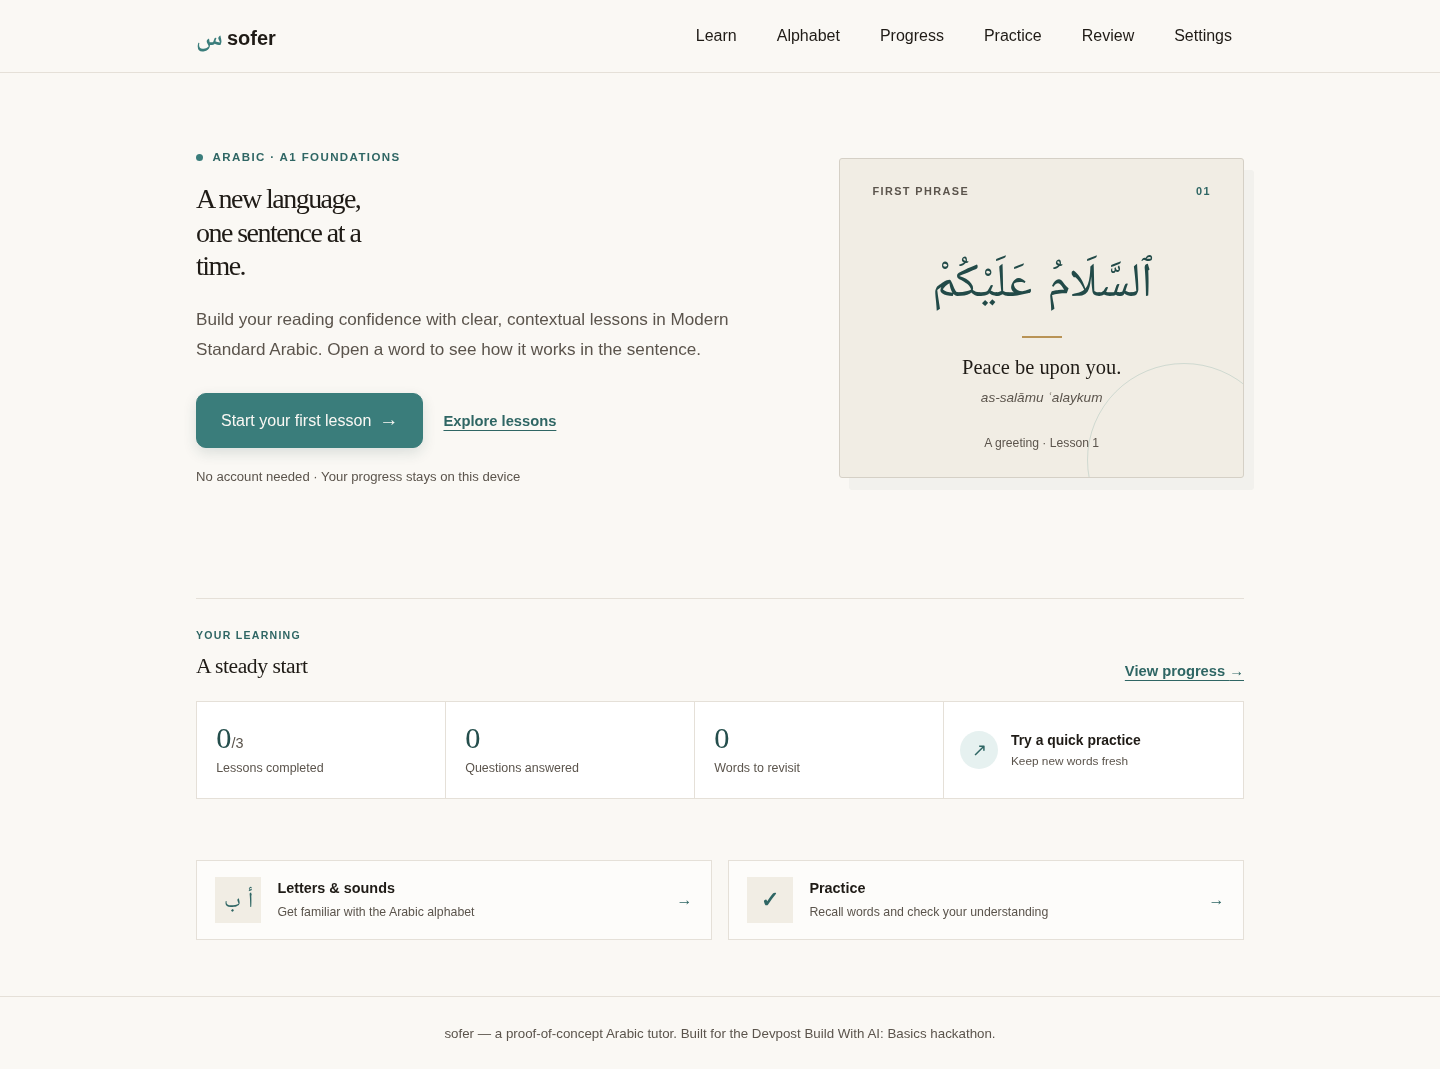 س sofer
Learn Alphabet Progress Practice Review Settings
ARABIC · A1 FOUNDATIONS
A new language,
one sentence at a
time.
Build your reading confidence with clear, contextual lessons in Modern
Standard Arabic. Open a word to see how it works in the sentence.
Start your first lesson →
Explore lessons
No account needed · Your progress stays on this device
FIRST PHRASE 01
ٱلسَّلَامُ عَلَيْكُمْ
Peace be upon you.
as-salāmu ʿalaykum
A greeting · Lesson 1
YOUR LEARNING
A steady start
View progress →
0/3
Lessons completed
0
Questions answered
0
Words to revisit
↗
Try a quick practice
Keep new words fresh
أ ب
Letters & sounds
Get familiar with the Arabic alphabet
→
✓
Practice
Recall words and check your understanding
→
sofer — a proof-of-concept Arabic tutor. Built for the Devpost Build With AI: Basics hackathon.